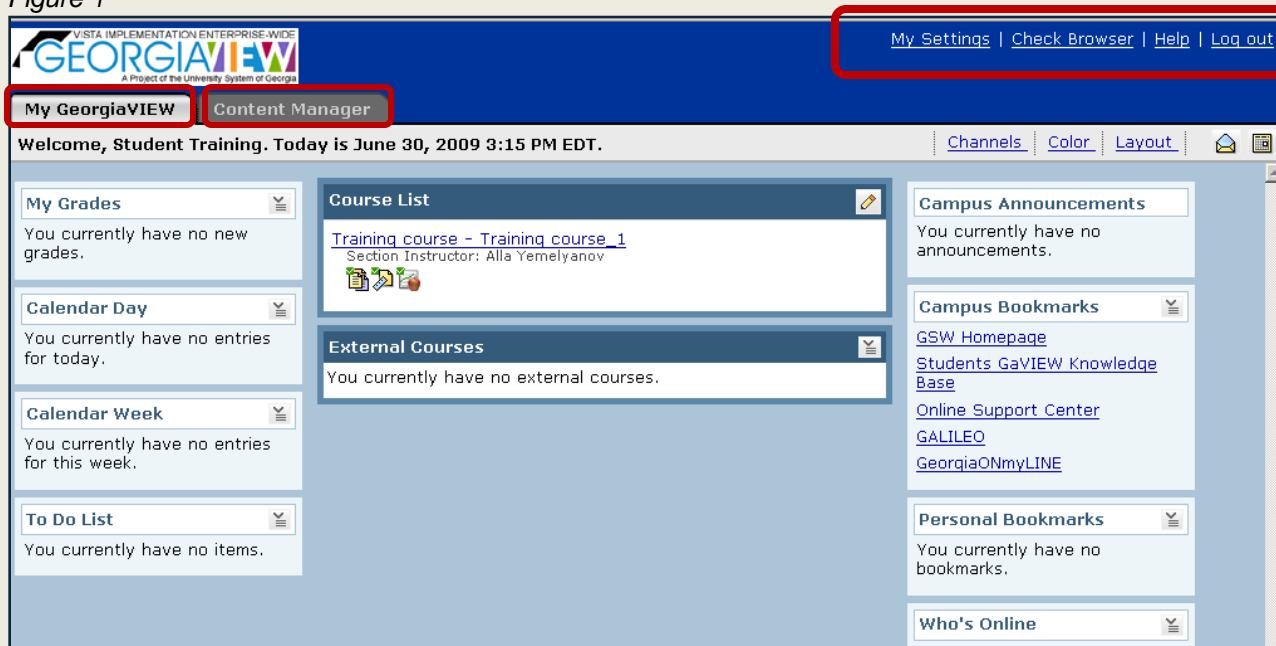 Figure 1
VISTA IMPLEMENTATION ENTERPRISE-WIDE
GEORGIAVIEW
A Project of the University System of Georgia
My Settings | Check Browser | Help | Log out
My GeorgiaVIEW
Content Manager
Welcome, Student Training. Today is June 30, 2009 3:15 PM EDT.
Channels
Color
Layout
My Grades
You currently have no new
grades.
Calendar Day
You currently have no entries
for today.
Calendar Week
You currently have no entries
for this week.
To Do List
You currently have no items.
Course List
Training course - Training course_1
Section Instructor: Alla Yemelyanov
External Courses
You currently have no external courses.
Campus Announcements
You currently have no
announcements.
Campus Bookmarks
GSW Homepage
Students GaVIEW Knowledge
Base
Online Support Center
GALILEO
GeorgiaONmyLINE
Personal Bookmarks
You currently have no
bookmarks.
Who's Online